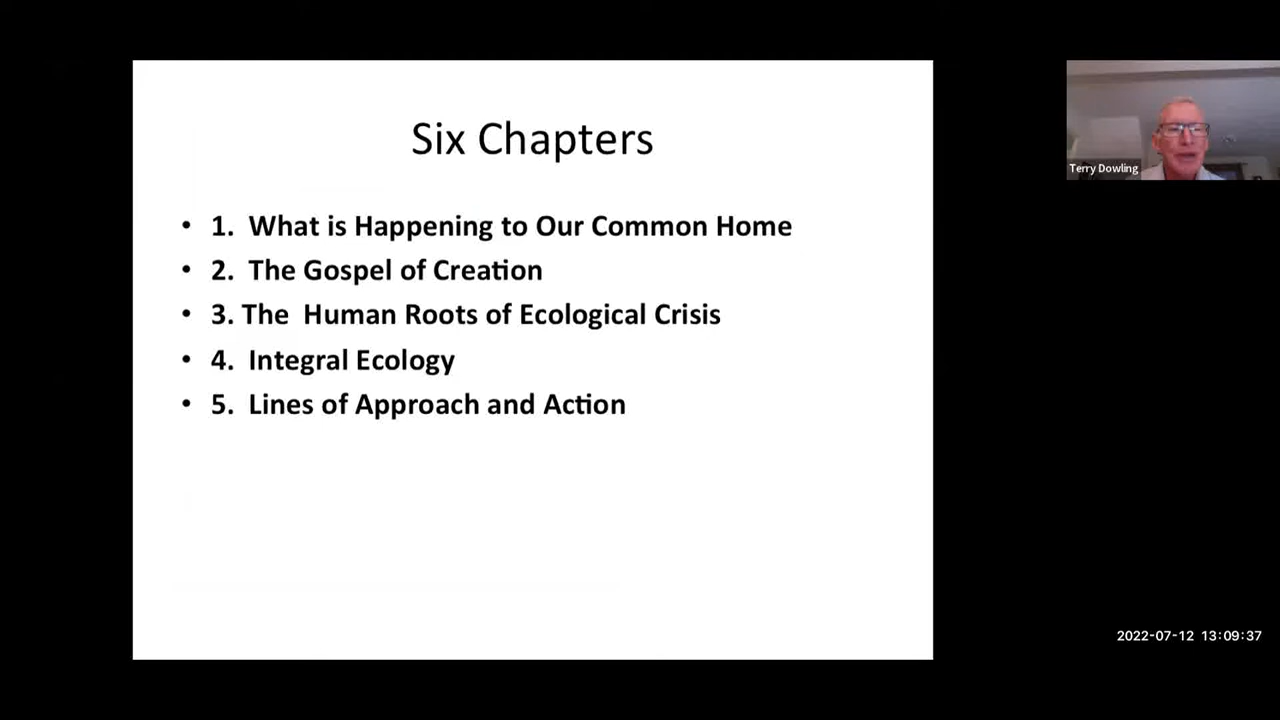 Six Chapters
• 1. What is Happening to Our Common Home
• 2. The Gospel of Creation
• 3. The Human Roots of Ecological Crisis
• 4. Integral Ecology
• 5. Lines of Approach and Action
Terry Dowling
2022-07-12 13:09:37